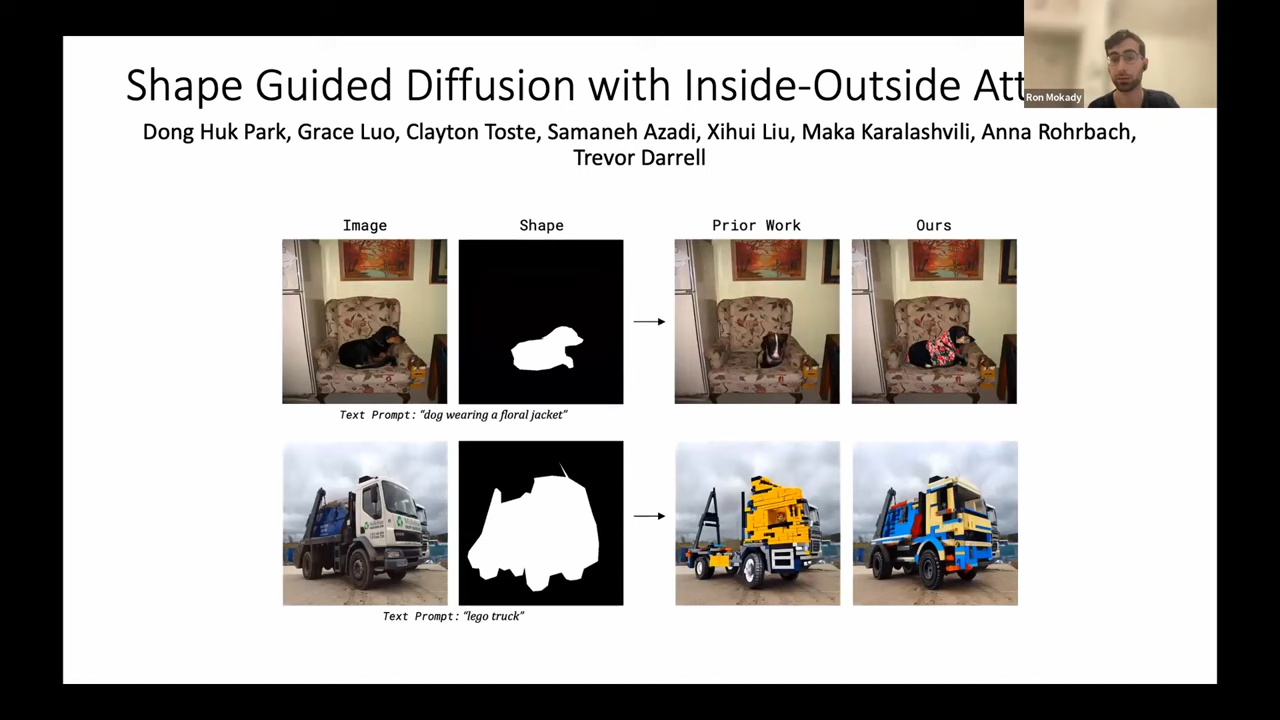 Shape Guided Diffusion with Inside-Outside
Ron Mokady
Dong Huk Park, Grace Luo, Clayton Toste, Samaneh Azadi, Xihui Liu, Maka Karalashvili, Anna Rohrbach,
Trevor Darrell
Image Shape Prior Work Ours
Text Prompt: “dog wearing a floral jacket”
Text Prompt: “lego truck”